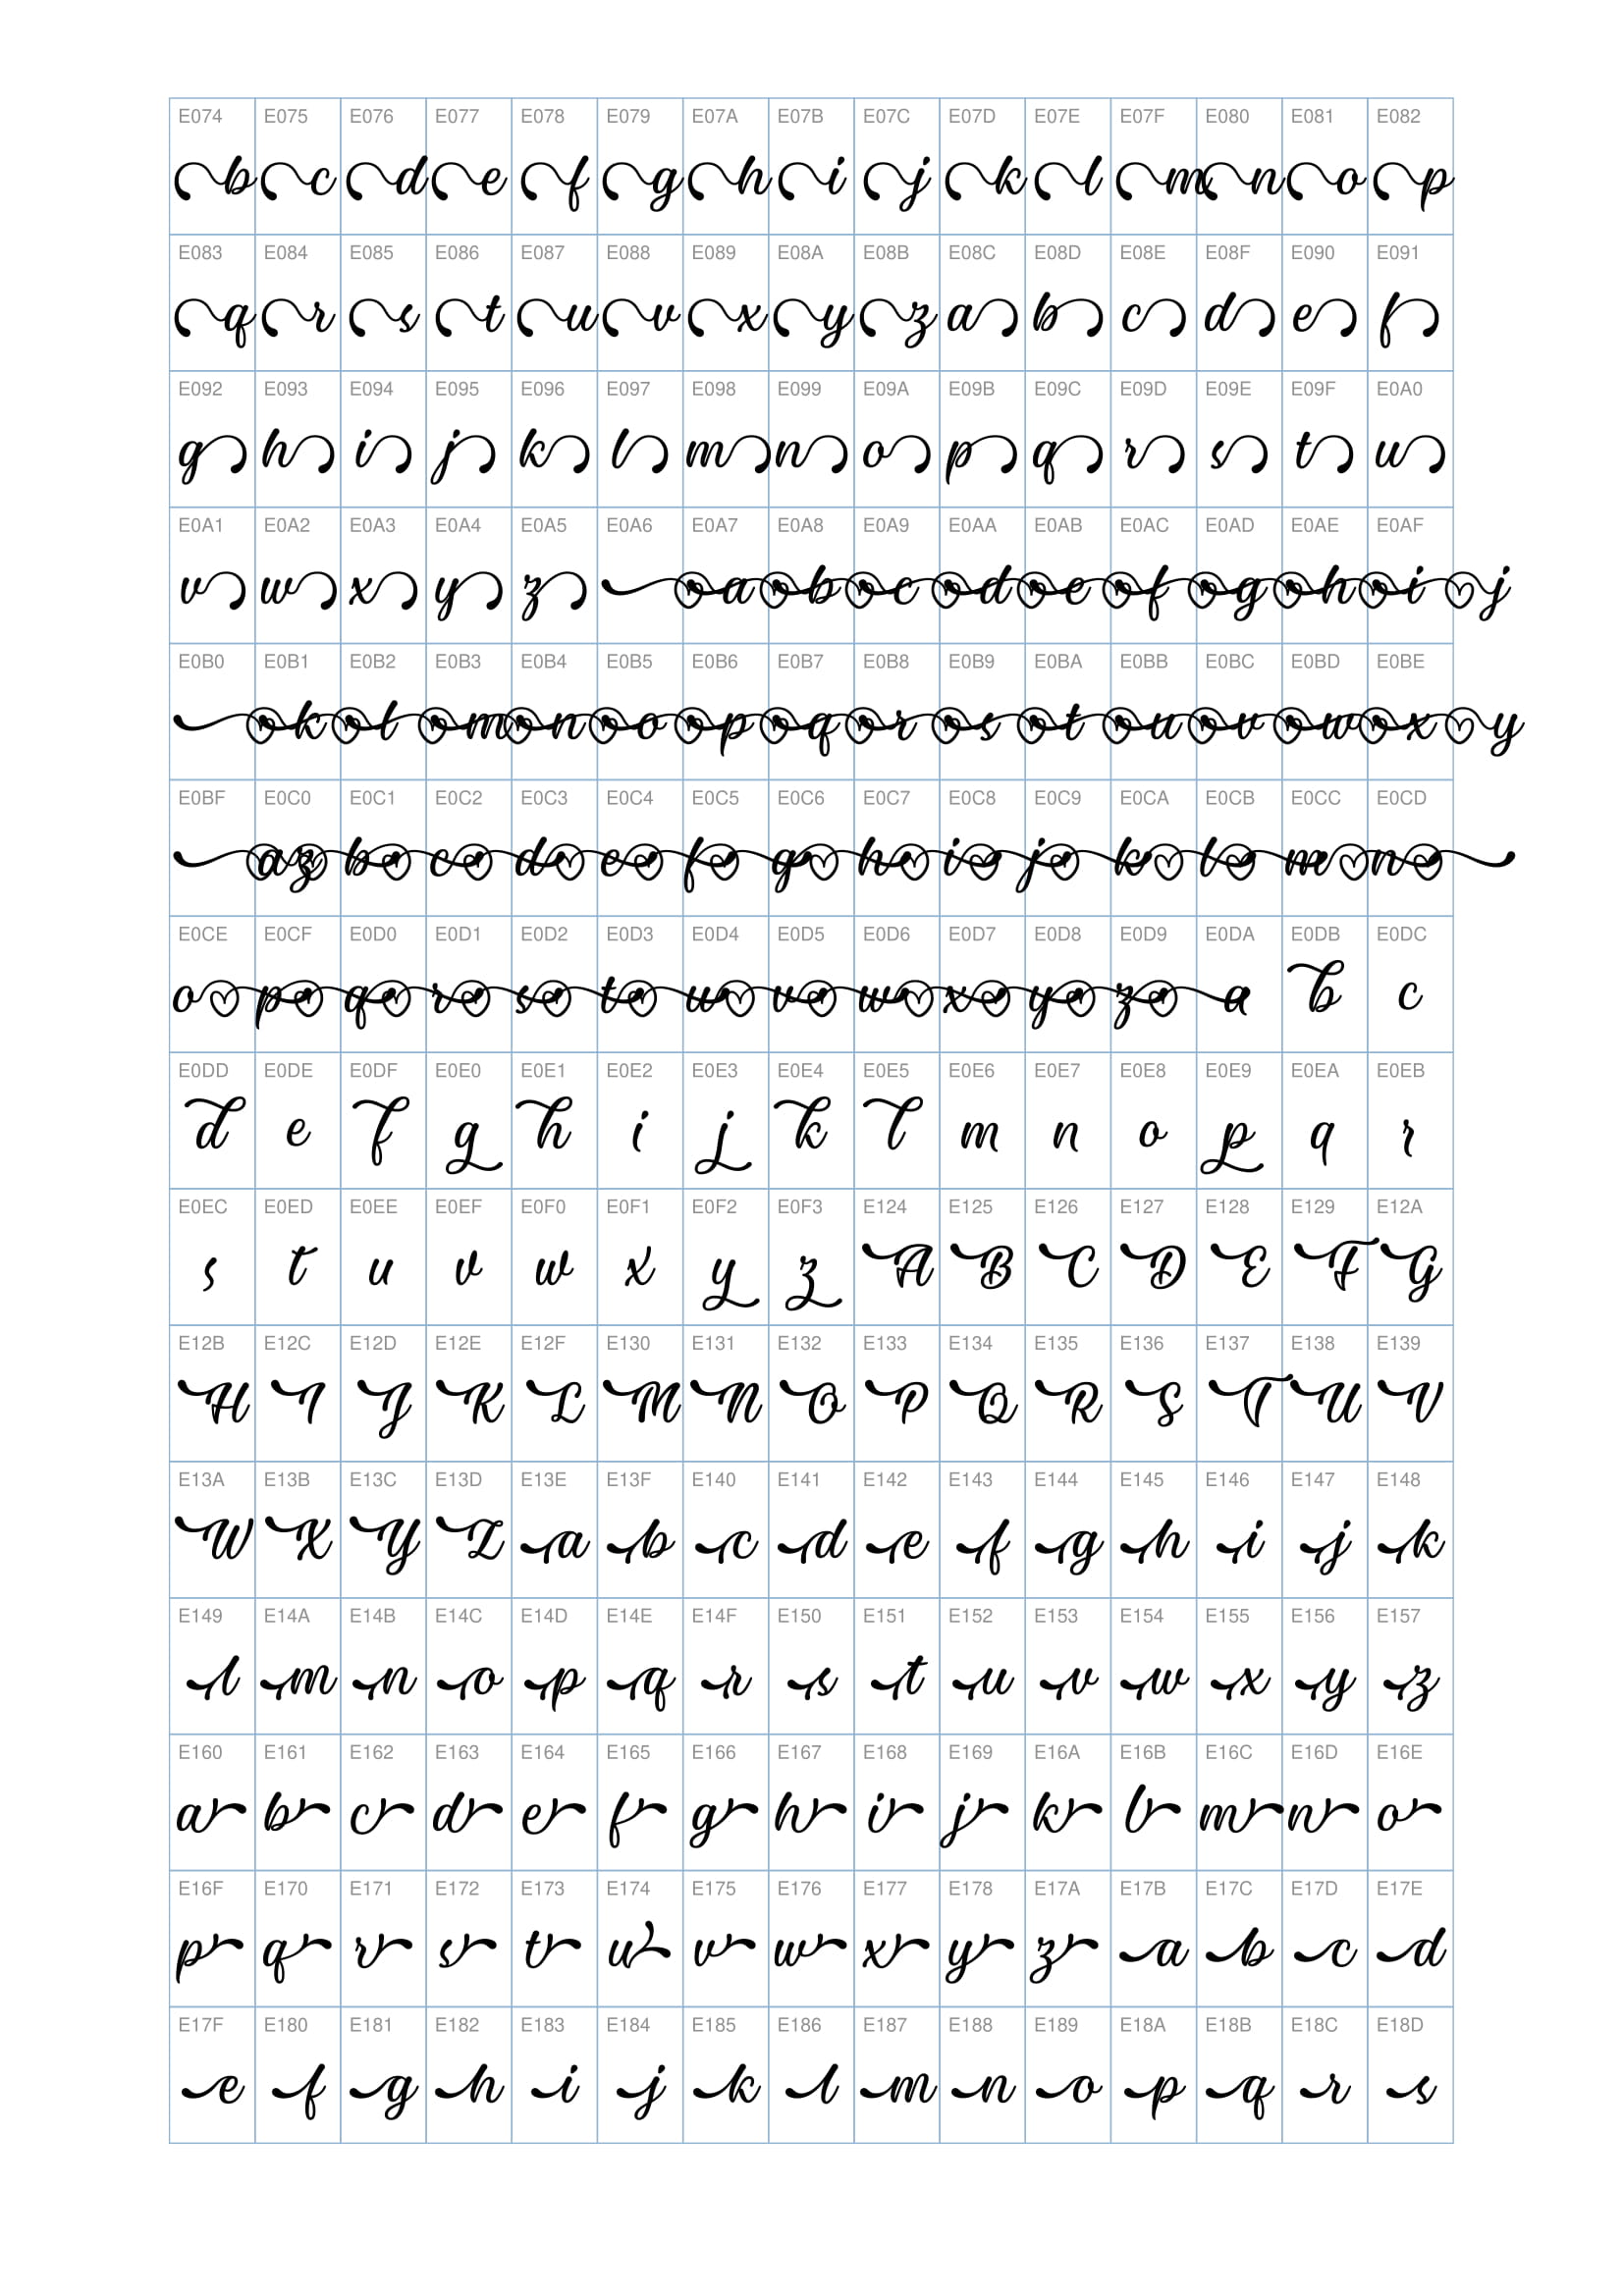 E074 E075 E076 E077 E078 E079 E07A E07B E07C E07D E07E E07F E080 E081 E082
b c d e f g h i j k l m n o p
E083 E084 E085 E086 E087 E088 E089 E08A E08B E08C E08D E08E E08F E090 E091
q r s t u v x y z a b c d e f
E092 E093 E094 E095 E096 E097 E098 E099 E09A E09B E09C E09D E09E E09F E0A0
g h i j k l m n o p q r s t u
E0A1 E0A2 E0A3 E0A4 E0A5 E0A6 E0A7 E0A8 E0A9 E0AA E0AB E0AC E0AD E0AE E0AF
v w x y z a b c d e f g h i j
E0B0 E0B1 E0B2 E0B3 E0B4 E0B5 E0B6 E0B7 E0B8 E0B9 E0BA E0BB E0BC E0BD E0BE
k l m n o p q r s t u v w x y
E0BF E0C0 E0C1 E0C2 E0C3 E0C4 E0C5 E0C6 E0C7 E0C8 E0C9 E0CA E0CB E0CC E0CD
a z b c d e f g h i j k l m n
E0CE E0CF E0D0 E0D1 E0D2 E0D3 E0D4 E0D5 E0D6 E0D7 E0D8 E0D9 E0DA E0DB E0DC
o p q r s t u v w x y z a b c
E0DD E0DE E0DF E0E0 E0E1 E0E2 E0E3 E0E4 E0E5 E0E6 E0E7 E0E8 E0E9 E0EA E0EB
d e f g h i j k l m n o p q r
E0EC E0ED E0EE E0EF E0F0 E0F1 E0F2 E0F3 E124 E125 E126 E127 E128 E129 E12A
s t u v w x y z A B C D E F G
E12B E12C E12D E12E E12F E130 E131 E132 E133 E134 E135 E136 E137 E138 E139
H I J K L M N O P Q R S T U V
E13A E13B E13C E13D E13E E13F E140 E141 E142 E143 E144 E145 E146 E147 E148
W X Y Z a b c d e f g h i j k
E149 E14A E14B E14C E14D E14E E14F E150 E151 E152 E153 E154 E155 E156 E157
l m n o p q r s t u v w x y z
E160 E161 E162 E163 E164 E165 E166 E167 E168 E169 E16A E16B E16C E16D E16E
a b c d e f g h i j k l m n o
E16F E170 E171 E172 E173 E174 E175 E176 E177 E178 E17A E17B E17C E17D E17E
p q r s t u v w x y z a b c d
E17F E180 E181 E182 E183 E184 E185 E186 E187 E188 E189 E18A E18B E18C E18D
e f g h i j k l m n o p q r s